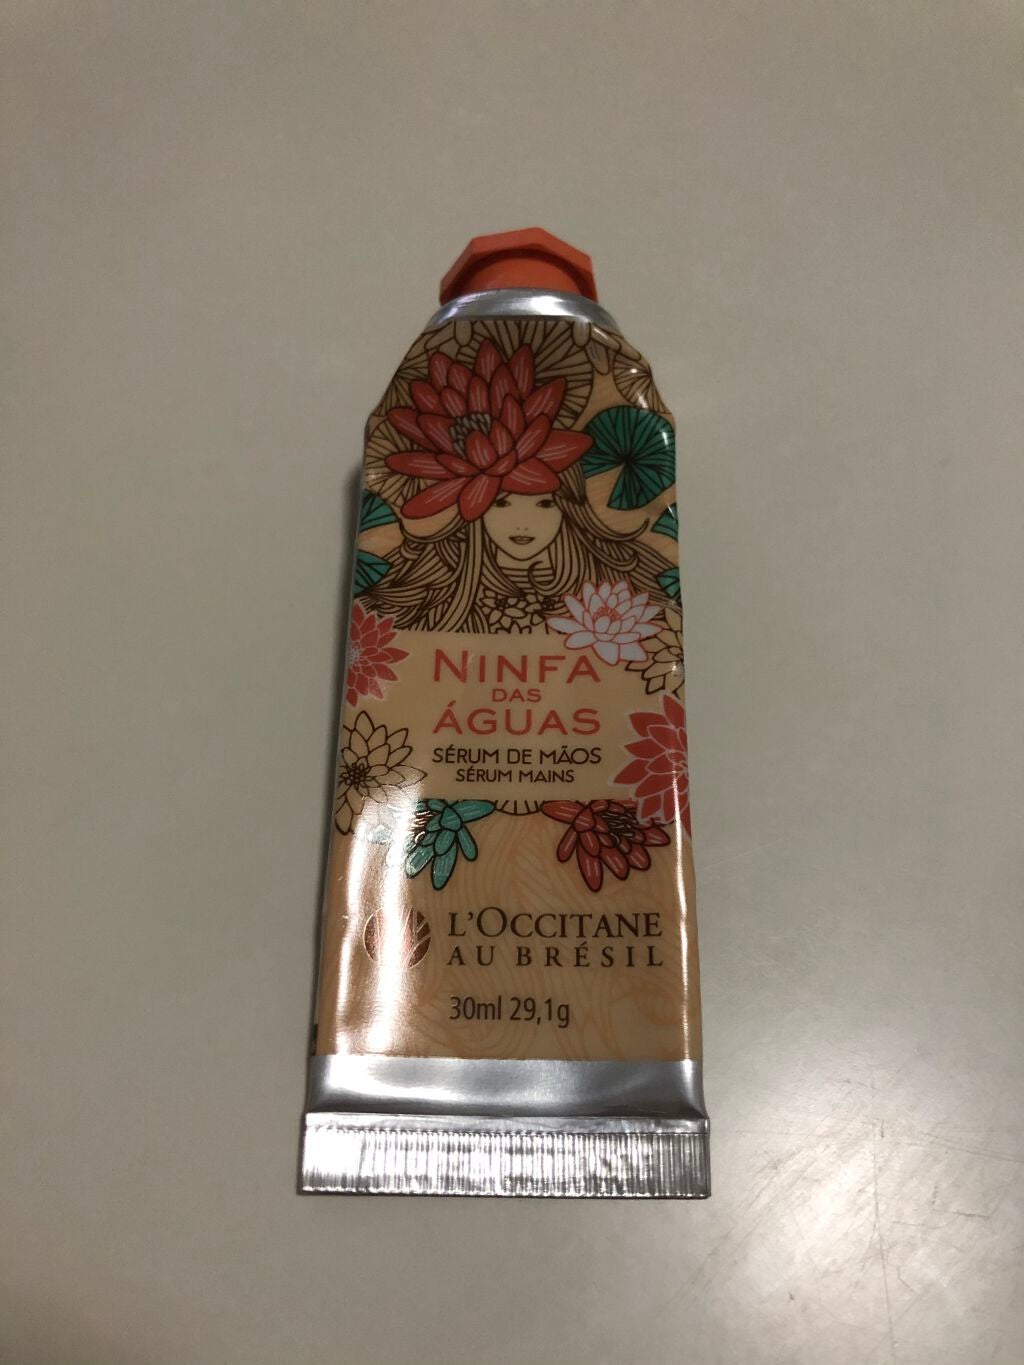 NINFA
DAS
ÁGUAS
SÉRUM DE MÃOS
SÉRUM MAINS
L'OCCITANE
AU BRÉSIL
30ml 29,1g